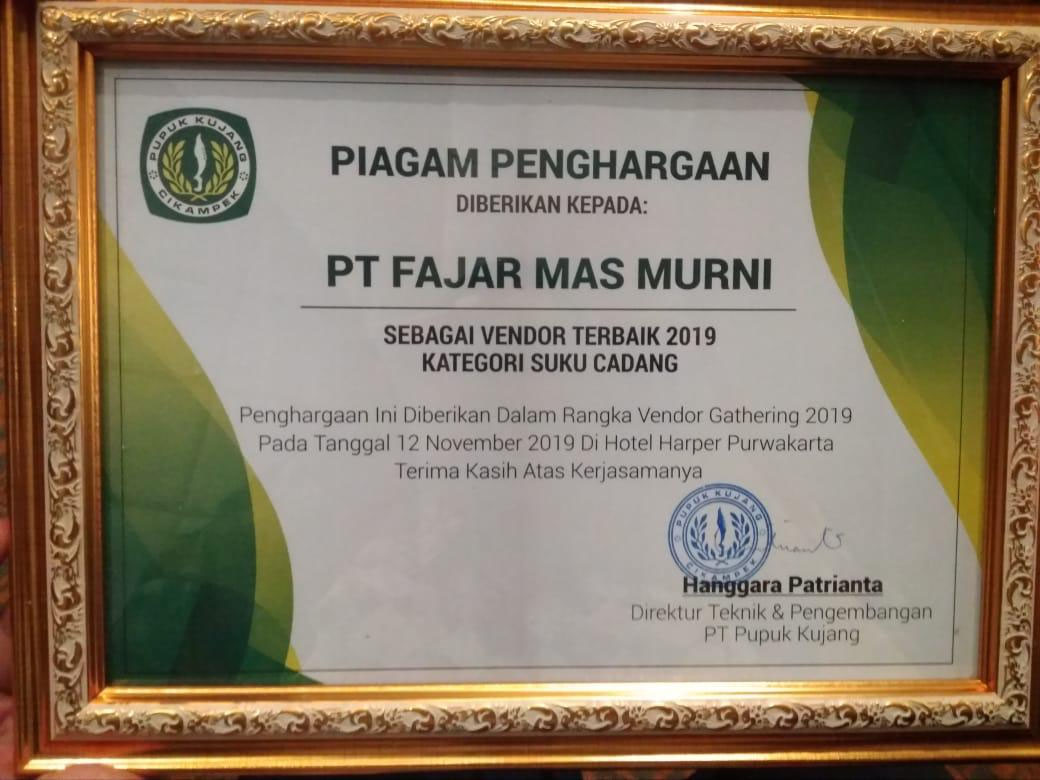 PUPUK KUJANG
CIKAMPEK
PIAGAM PENGHARGAAN
DIBERIKAN KEPADA:
PT FAJAR MAS MURNI
SEBAGAI VENDOR TERBAIK 2019
KATEGORI SUKU CADANG
Penghargaan Ini Diberikan Dalam Rangka Vendor Gathering 2019
Pada Tanggal 12 November 2019 Di Hotel Harper Purwakarta
Terima Kasih Atas Kerjasamanya
PUPUK KUJANG
CIKAMPEK
Hanggara Patrianta
Direktur Teknik & Pengembangan
PT Pupuk Kujang